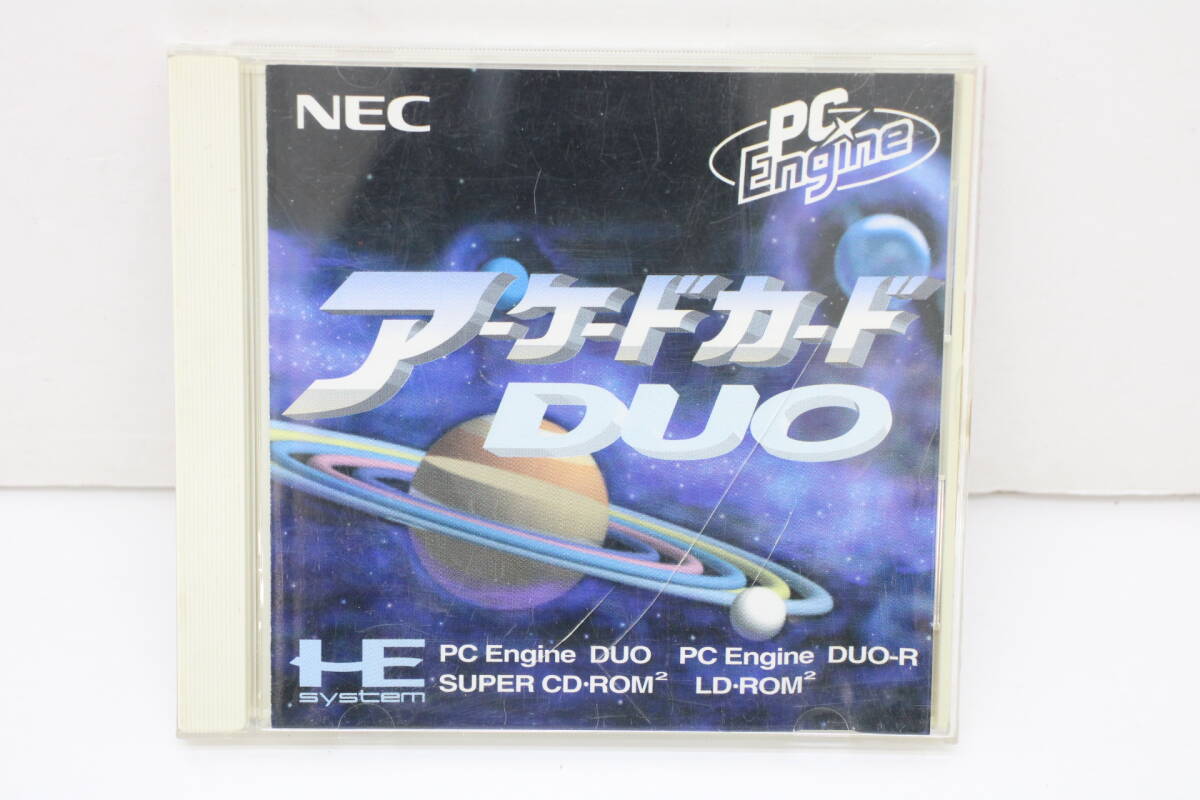 NEC
PC Engine
アーケードカード
DUO
HE system
PC Engine DUO PC Engine DUO-R
SUPER CD・ROM² LD・ROM²